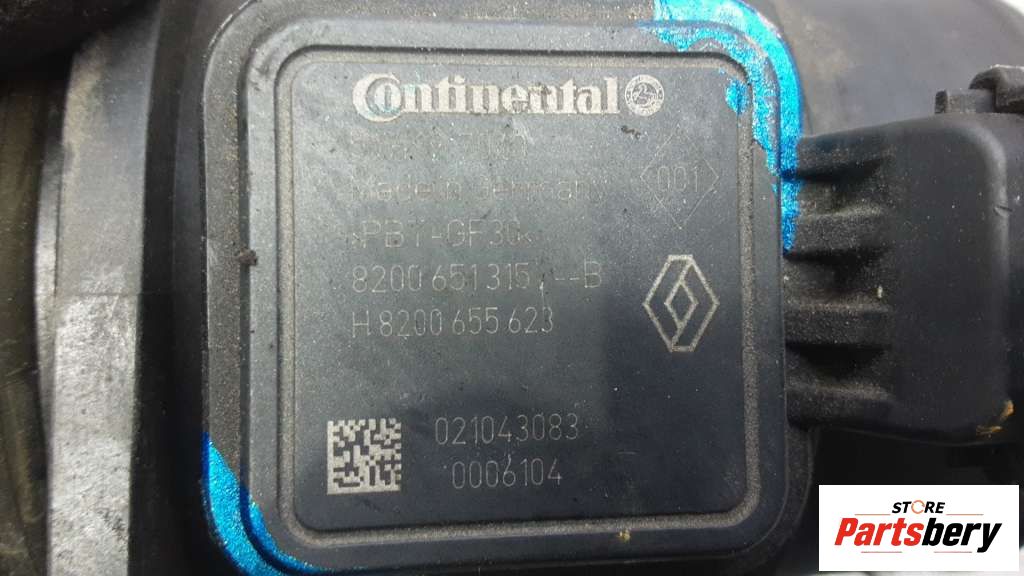 Continental
Made in Germany
001
>PBT-GF30<
8200 651 315 --B
H 8200 655 623
021043083
0006104
STORE
Partsbery